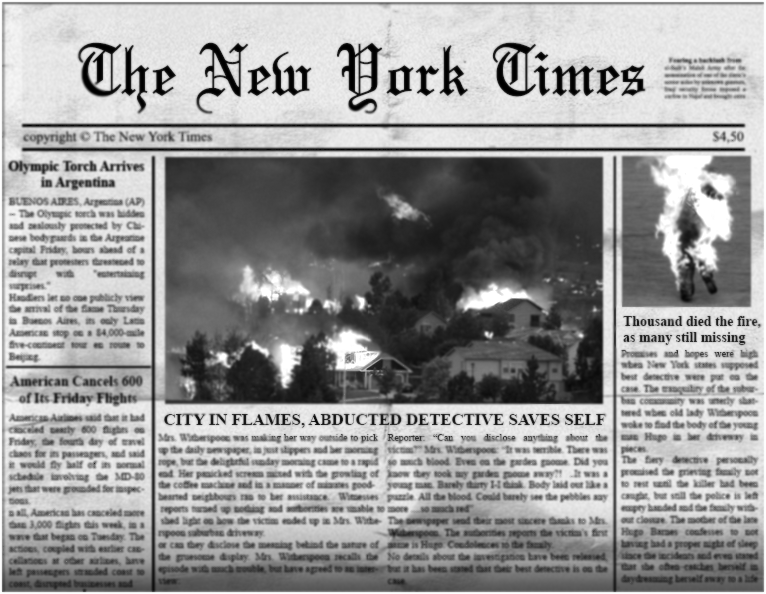 The New York Times
Fearing a backlash from
copyright © The New York Times
$4,50
Olympic Torch Arrives
in Argentina
BUENOS AIRES, Argentina (AP)
– The Olympic torch was hidden
and zealously protected by Chi-
nese bodyguards in the Argentine
capital Friday, hours ahead of a
relay that protesters threatened to
disrupt with "entertaining
surprises."
Handlers let no one publicly view
the arrival of the flame Thursday
in Buenos Aires, its only Latin
American stop on a 84,000-mile
five-continent tour en route to
Beijing.
American Cancels 600
of Its Friday Flights
American Airlines said that it had
canceled nearly 600 flights on
Friday, the fourth day of travel
chaos for its passengers, and said
it would fly half of its normal
schedule involving the MD-80
jets that were grounded for inspec-
tions.
n all, American has canceled more
than 3,000 flights this week, in a
wave that began on Tuesday. The
actions, coupled with earlier can-
cellations at other airlines, have
left passengers stranded coast to
coast, disrupted businesses and
CITY IN FLAMES, ABDUCTED DETECTIVE SAVES SELF
Mrs. Witherspoon was making her way outside to pick
up the daily newspaper, in just slippers and her morning
rope, but the delightful sunday morning came to a rapid
end. Her panicked scream mixed with the growling of
the coffee machine and in a manner of minutes good-
hearted neighbours ran to her assistance. Witnesses
reports turned up nothing and authorities are unable to
shed light on how the victim ended up in Mrs. Withe-
rspoon suburban driveway.
or can they disclose the meaning behind the nature of
the gruesome display. Mrs. Witherspoon recalls the
episode with much trouble, but have agreed to an inter-
view:
Reporter: "Can you disclose anything about the
victim?" Mrs. Witherspoon: "It was terrible. There was
so much blood. Even on the garden gnome. Did you
know they took my garden gnome away?! ..It was a
young man. Barely thirty I-I think. Body laid out like a
puzzle. All the blood. Could barely see the pebbles any
more ...so much red"
The newspaper send their most sincere thanks to Mrs.
Witherspoon. The authorities reports the victim's first
name is Hugo. Condolences to the family.
No details about the investigation have been released,
but it has been stated that their best detective is on the
case.
Thousand died the fire,
as many still missing
Promises and hopes were high
when New York states supposed
best detective were put on the
case. The tranquility of the subur-
ban community was utterly shat-
tered when old lady Witherspoon
woke to find the body of the young
man Hugo in her driveway in
pieces.
The fiery detective personally
promised the grieving family not
to rest until the killer had been
caught, but still the police is left
empty handed and the family with-
out closure. The mother of the late
Hugo Barnes confesses to not
having had a proper night of sleep
since the incidents and even stated
that she often catches herself in
daydreaming herself away to a life